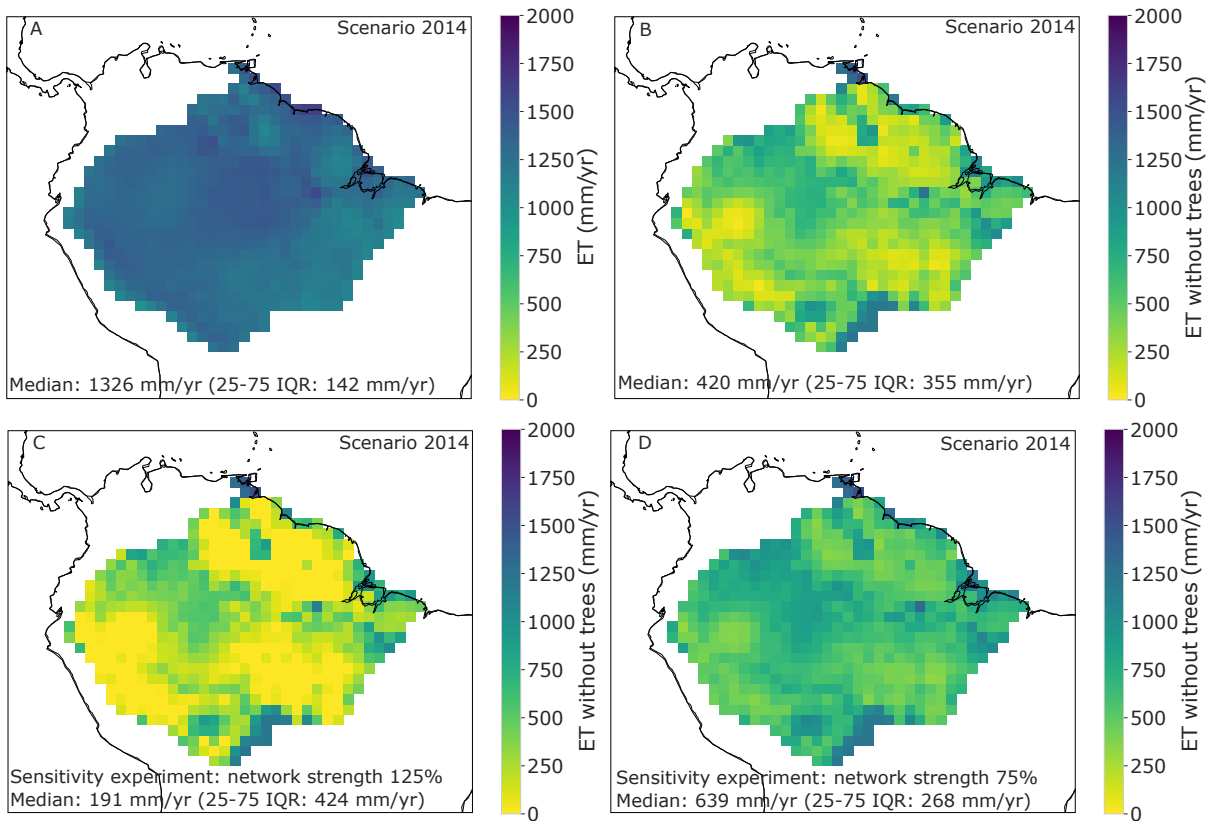 A
Scenario 2014
2000
1750
1500
1250
1000
750
500
250
0
ET (mm/yr)
Median: 1326 mm/yr (25-75 IQR: 142 mm/yr)
B
Scenario 2014
2000
1750
1500
1250
1000
750
500
250
0
ET without trees (mm/yr)
Median: 420 mm/yr (25-75 IQR: 355 mm/yr)
C
Scenario 2014
2000
1750
1500
1250
1000
750
500
250
0
ET without trees (mm/yr)
Sensitivity experiment: network strength 125%
Median: 191 mm/yr (25-75 IQR: 424 mm/yr)
D
Scenario 2014
2000
1750
1500
1250
1000
750
500
250
0
ET without trees (mm/yr)
Sensitivity experiment: network strength 75%
Median: 639 mm/yr (25-75 IQR: 268 mm/yr)